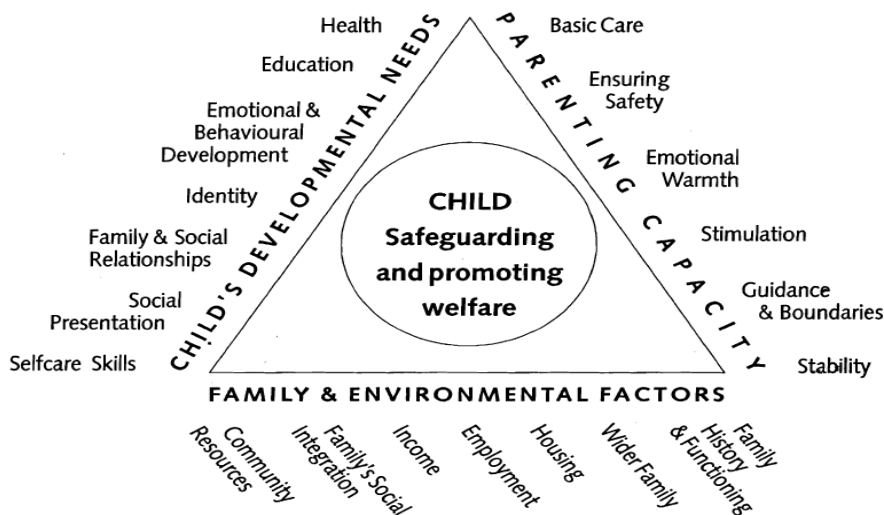 Health
Education
Emotional &
Behavioural
Development
Identity
Family & Social
Relationships
Social
Presentation
Selfcare Skills
CHILD'S DEVELOPMENTAL NEEDS
CHILD
Safeguarding
and promoting
welfare
PARENTING CAPACITY
Basic Care
Ensuring
Safety
Emotional
Warmth
Stimulation
Guidance
& Boundaries
Stability
FAMILY & ENVIRONMENTAL FACTORS
Community
Resources
Family's Social
Integration
Income
Employment
Housing
Wider Family
Family
History
& Functioning